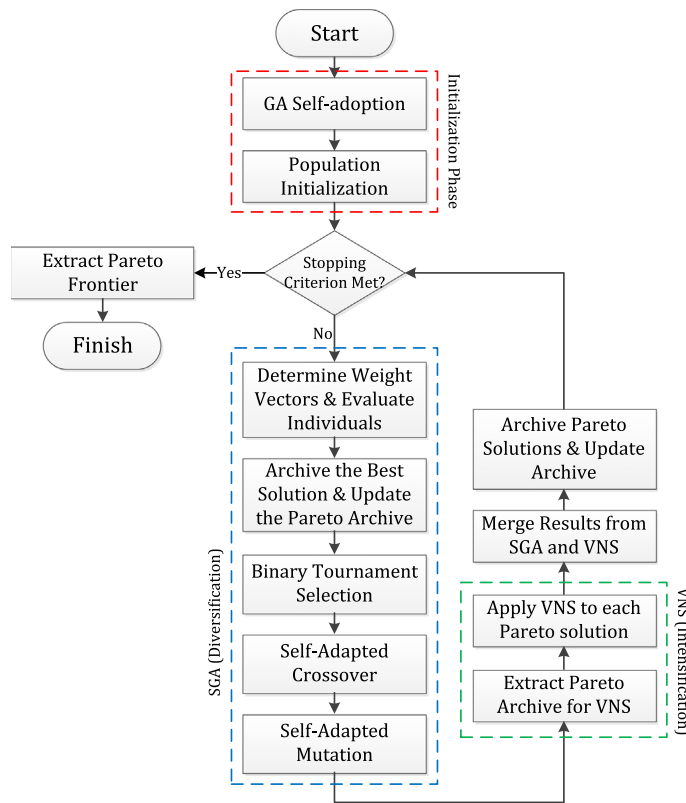 Start
GA Self-adoption
Population
Initialization
Initialization Phase
Stopping
Criterion Met?
Yes
Extract Pareto
Frontier
Finish
No
Determine Weight
Vectors & Evaluate
Individuals
Archive the Best
Solution & Update
the Pareto Archive
Binary Tournament
Selection
Self-Adapted
Crossover
Self-Adapted
Mutation
SGA (Diversification)
Archive Pareto
Solutions & Update
Archive
Merge Results from
SGA and VNS
Apply VNS to each
Pareto solution
Extract Pareto
Archive for VNS
VNS (Intensification)